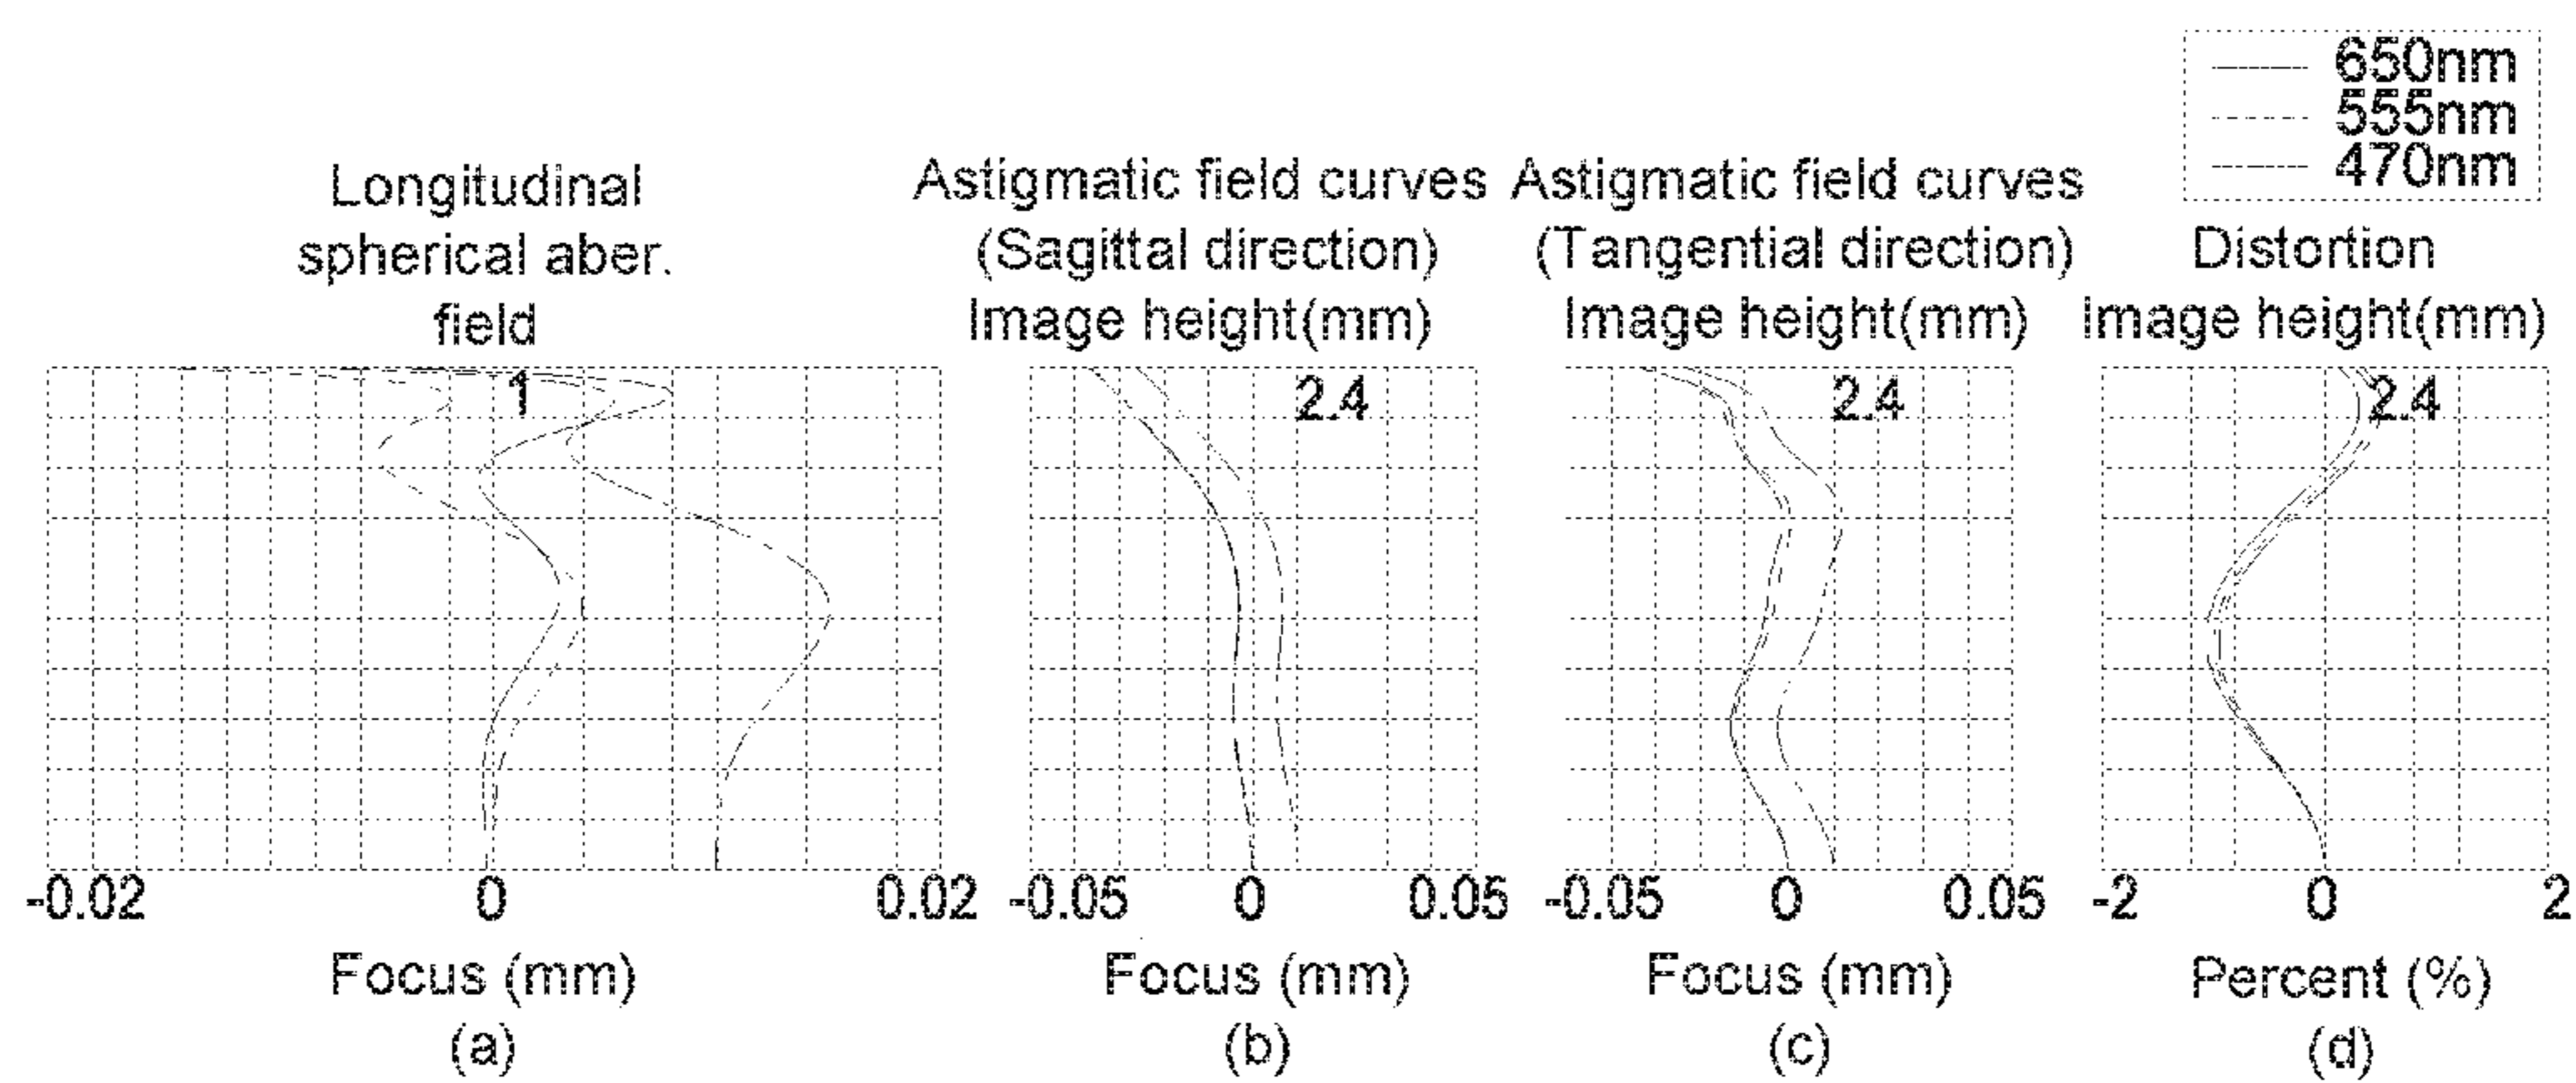 650nm
555nm
470nm
Longitudinal
spherical aber.
field
1
-0.02 0 0.02
Focus (mm)
(a)
Astigmatic field curves
(Sagittal direction)
Image height(mm)
2.4
-0.05 0 0.05
Focus (mm)
(b)
Astigmatic field curves
(Tangential direction)
Image height(mm)
2.4
-0.05 0 0.05
Focus (mm)
(c)
Distortion
Image height(mm)
2.4
-2 0 2
Percent (%)
(d)